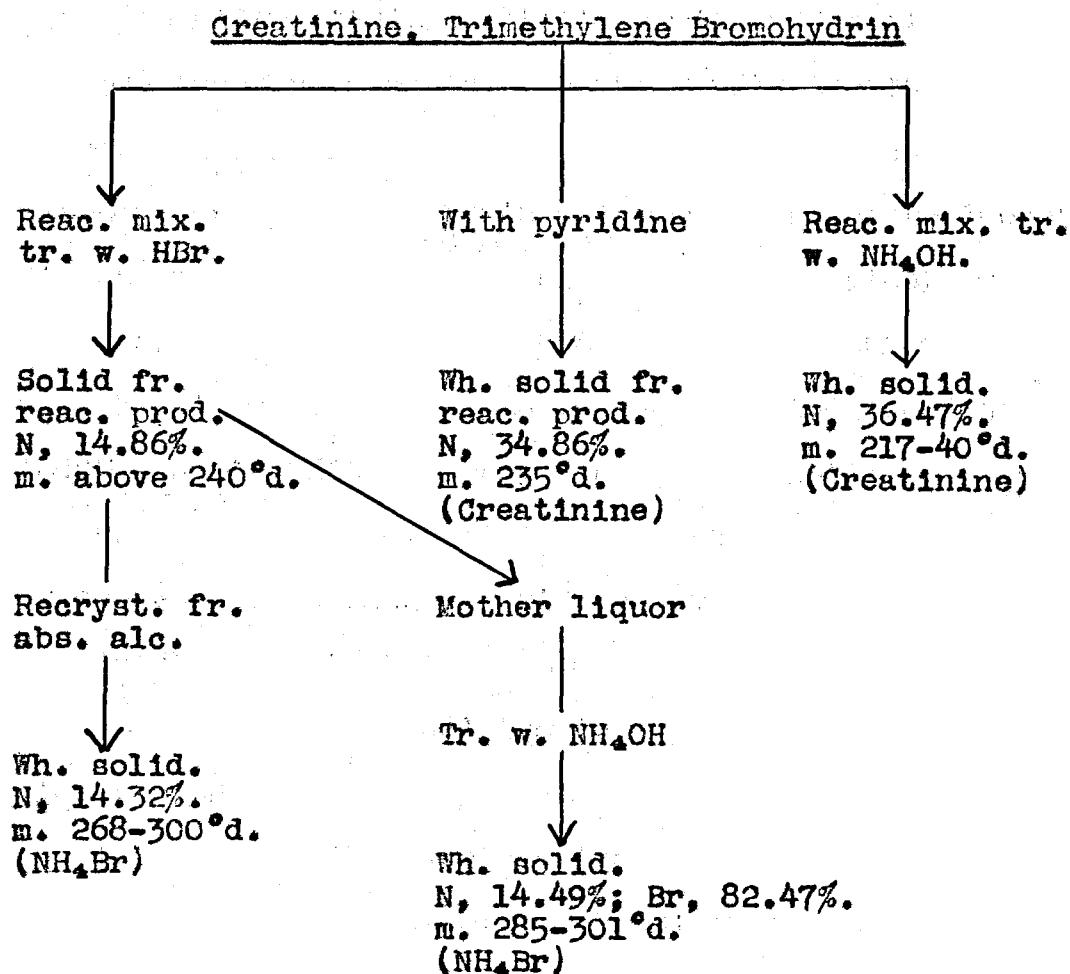 Creatinine, Trimethylene Bromohydrin
Reac. mix.
tr. w. HBr.
With pyridine
Reac. mix. tr.
w. NH₄OH.
Solid fr.
reac. prod.
N, 14.86%.
m. above 240°d.
Wh. solid fr.
reac. prod.
N, 34.86%.
m. 235°d.
(Creatinine)
Wh. solid.
N, 36.47%.
m. 217-40°d.
(Creatinine)
Recryst. fr.
abs. alc.
Mother liquor
Tr. w. NH₄OH
Wh. solid.
N, 14.32%.
m. 268-300°d.
(NH₄Br)
Wh. solid.
N, 14.49%; Br, 82.47%.
m. 285-301°d.
(NH₄Br)